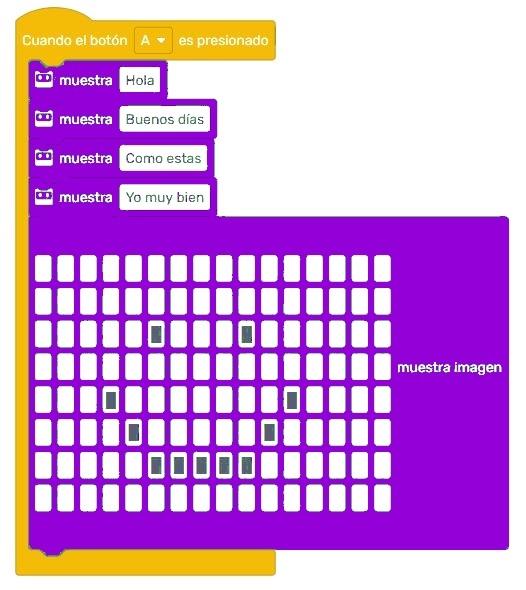 Cuando el botón A es presionado
muestra Hola
muestra Buenos días
muestra Como estas
muestra Yo muy bien
muestra imagen